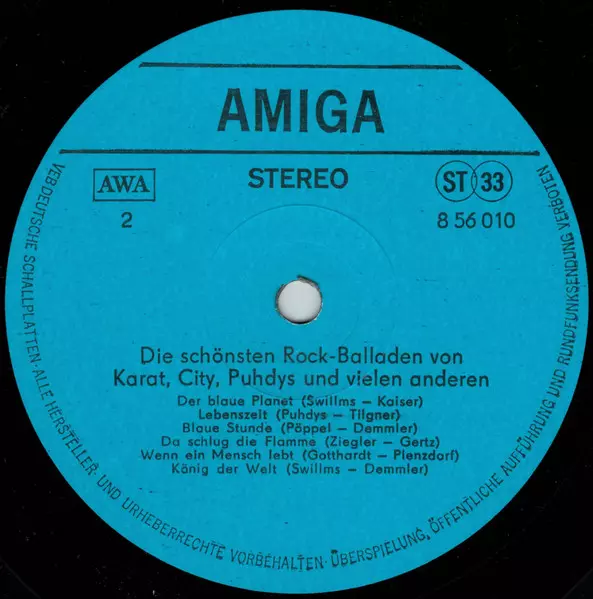 AMIGA
AWA
STEREO
ST 33
2
8 56 010
Die schönsten Rock-Balladen von
Karat, City, Puhdys und vielen anderen
Der blaue Planet (Swillms – Kaiser)
Lebenszeit (Puhdys – Tilgner)
Blaue Stunde (Pöppel – Demmler)
Da schlug die Flamme (Ziegler – Gertz)
Wenn ein Mensch lebt (Gotthardt – Plenzdorf)
König der Welt (Swillms – Demmler)
VEB DEUTSCHE SCHALLPLATTEN · ALLE HERSTELLER- UND URHEBERRECHTE VORBEHALTEN · ÜBERSPIELUNG, ÖFFENTLICHE AUFFÜHRUNG UND RUNDFUNKSENDUNG VERBOTEN